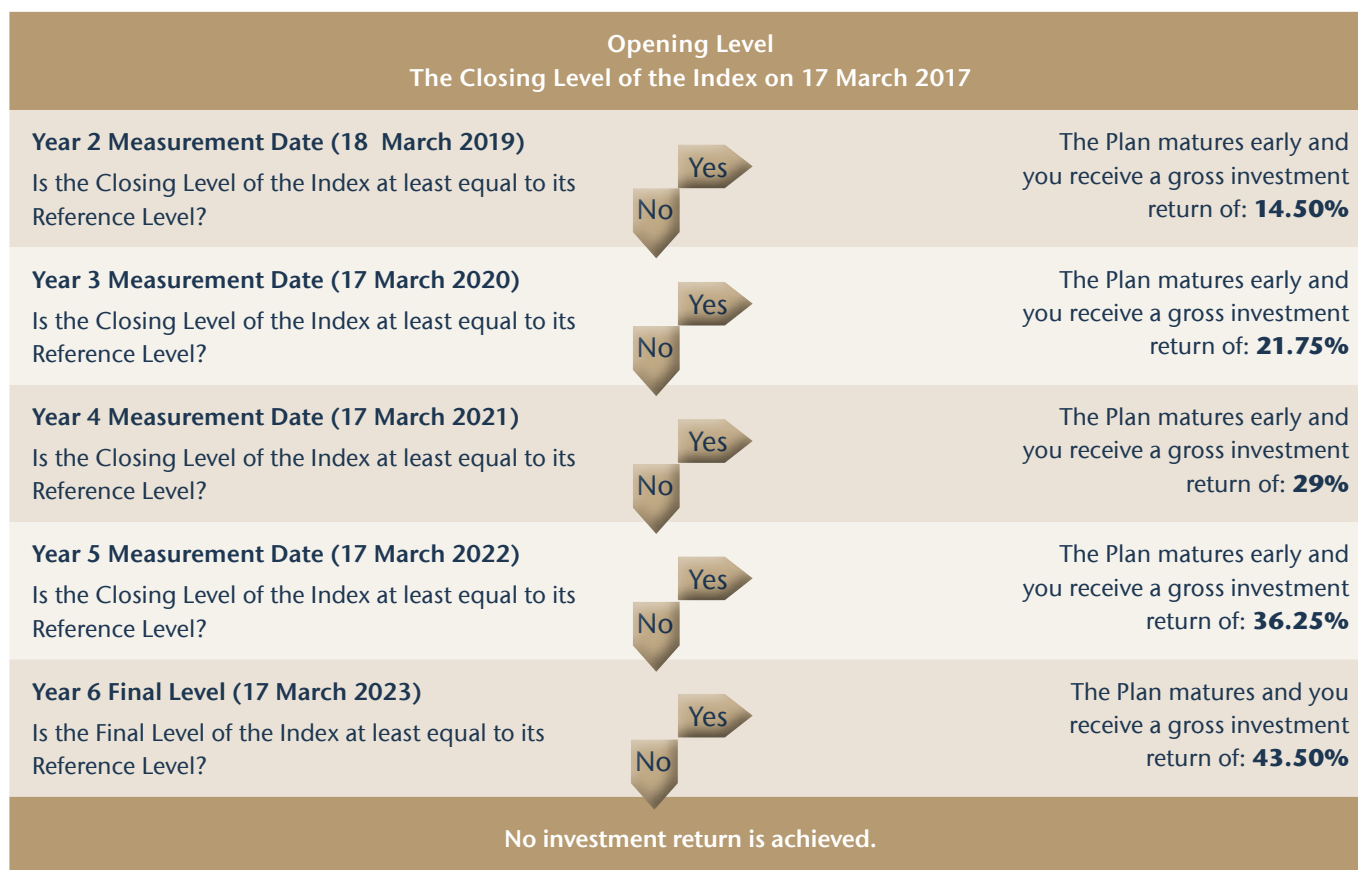 Opening Level
The Closing Level of the Index on 17 March 2017
Year 2 Measurement Date (18 March 2019)
Is the Closing Level of the Index at least equal to its
Reference Level?
Yes
No
The Plan matures early and
you receive a gross investment
return of: 14.50%
Year 3 Measurement Date (17 March 2020)
Is the Closing Level of the Index at least equal to its
Reference Level?
Yes
No
The Plan matures early and
you receive a gross investment
return of: 21.75%
Year 4 Measurement Date (17 March 2021)
Is the Closing Level of the Index at least equal to its
Reference Level?
Yes
No
The Plan matures early and
you receive a gross investment
return of: 29%
Year 5 Measurement Date (17 March 2022)
Is the Closing Level of the Index at least equal to its
Reference Level?
Yes
No
The Plan matures early and
you receive a gross investment
return of: 36.25%
Year 6 Final Level (17 March 2023)
Is the Final Level of the Index at least equal to its
Reference Level?
Yes
No
The Plan matures and you
receive a gross investment
return of: 43.50%
No investment return is achieved.